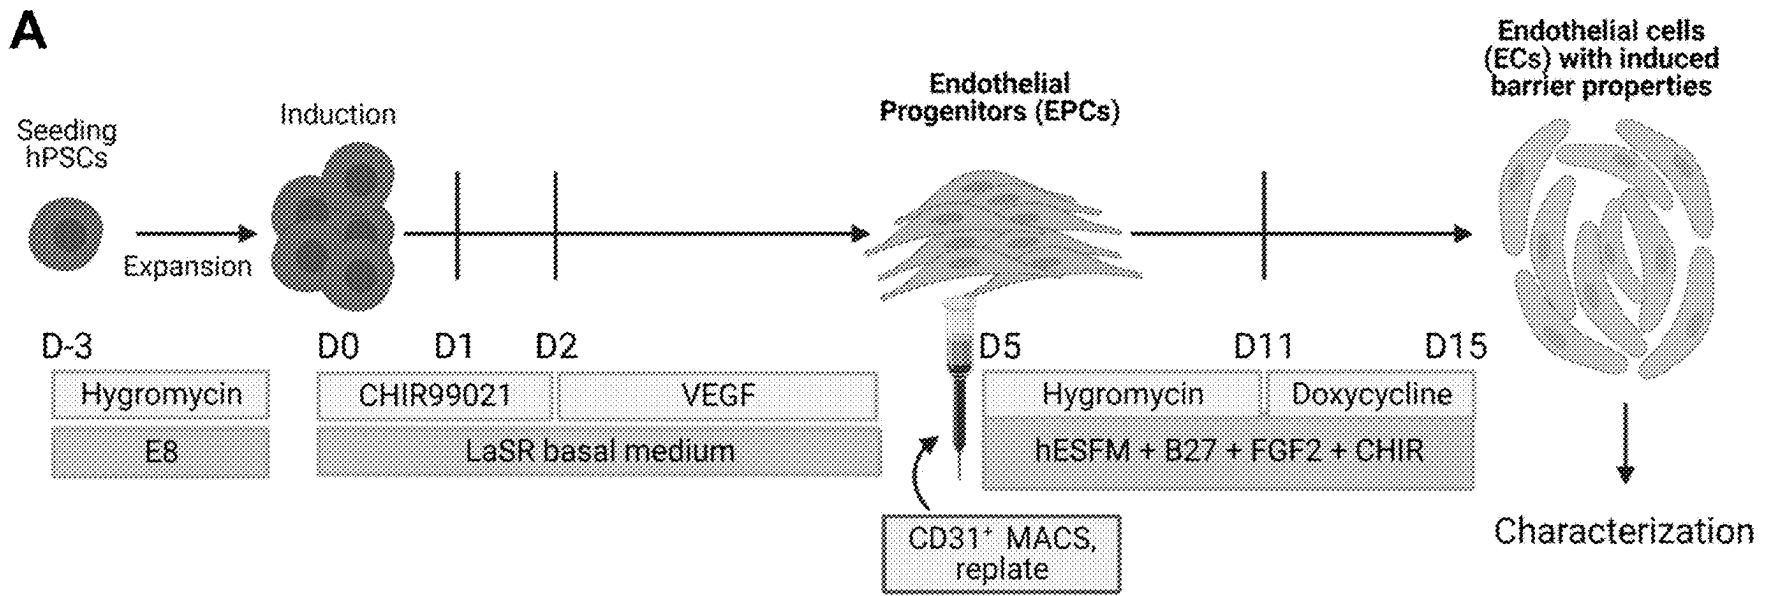 A
Seeding
hPSCs
Expansion
Induction
Endothelial
Progenitors (EPCs)
Endothelial cells
(ECs) with induced
barrier properties
D-3
D0
D1
D2
D5
D11
D15
Hygromycin
CHIR99021
VEGF
Hygromycin
Doxycycline
E8
LaSR basal medium
hESFM + B27 + FGF2 + CHIR
CD31⁺ MACS,
replate
Characterization